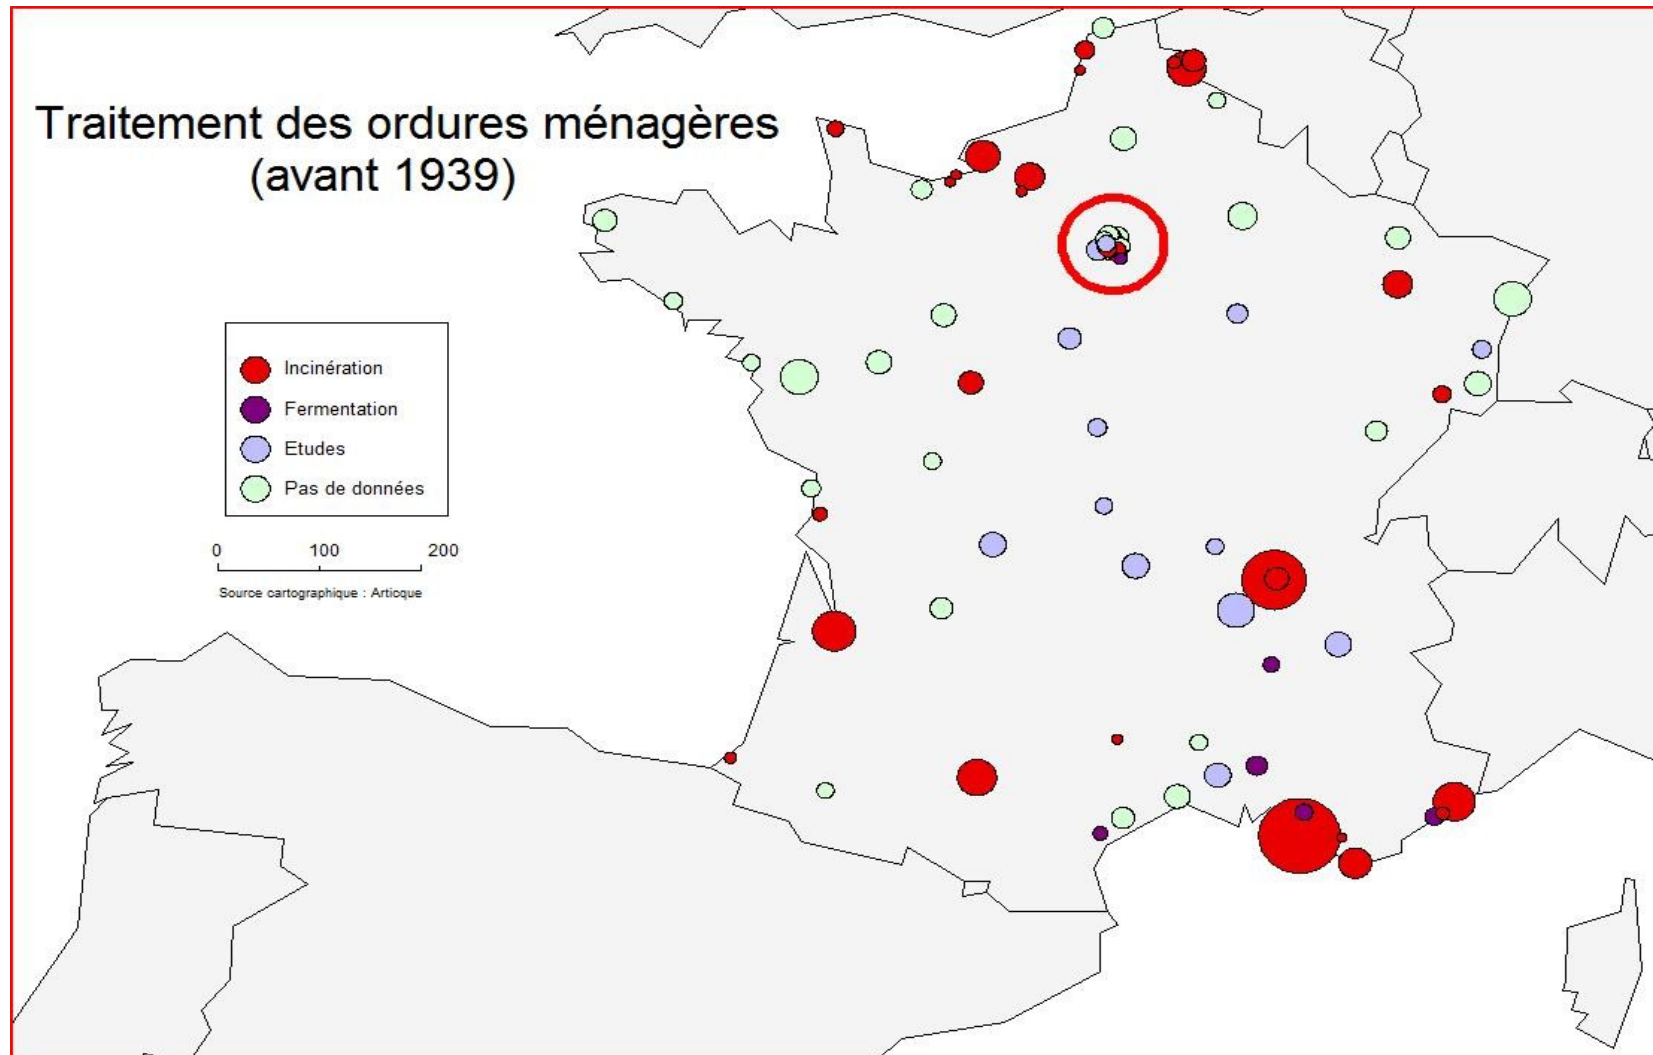 Traitement des ordures ménagères
(avant 1939)
Incinération
Fermentation
Etudes
Pas de données
0 100 200
Source cartographique : Articque